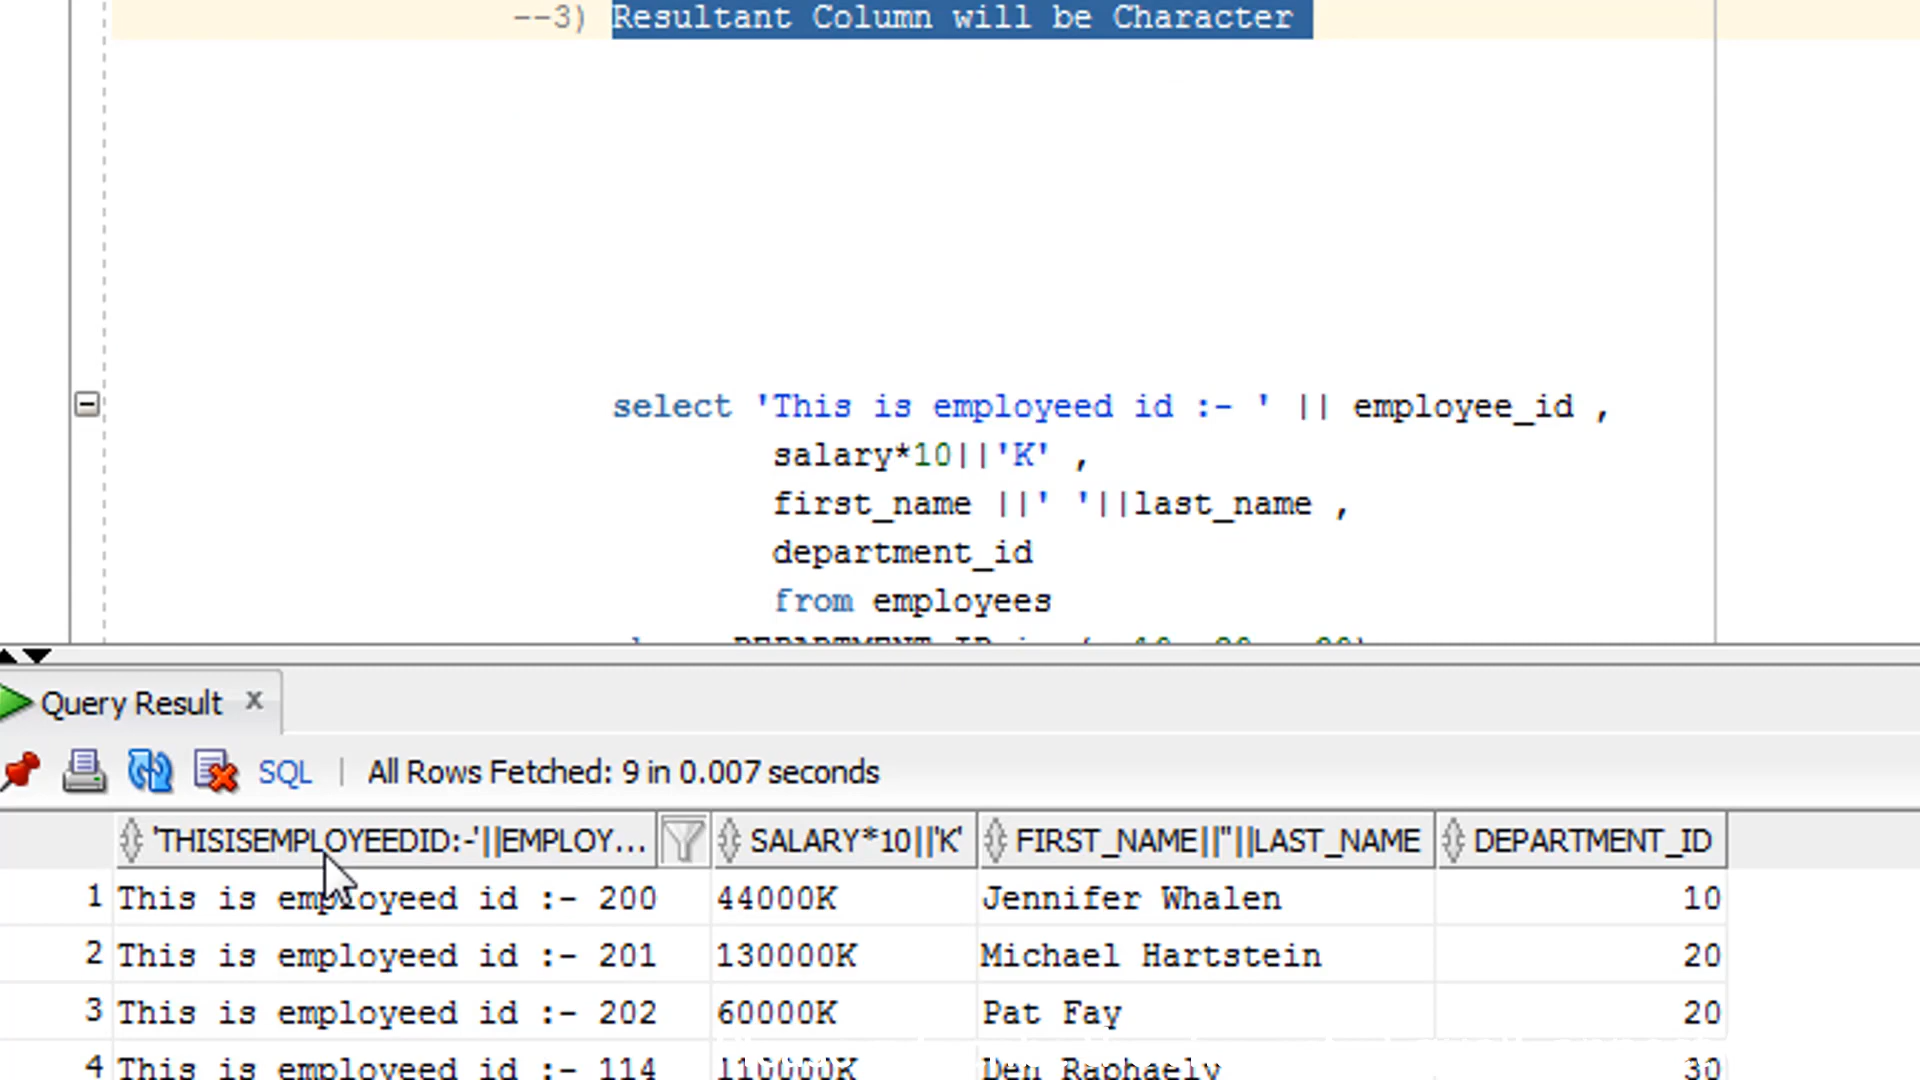 --3) Resultant Column will be Character
select 'This is employeed id :- ' || employee_id ,
salary*10||'K' ,
first_name ||' '||last_name ,
department_id
from employees
Query Result x
SQL | All Rows Fetched: 9 in 0.007 seconds
'THISISEMPLOYEEDID:-'||EMPLOY... SALARY*10||'K' FIRST_NAME||''||LAST_NAME DEPARTMENT_ID
1 This is employeed id :- 200 44000K Jennifer Whalen 10
2 This is employeed id :- 201 130000K Michael Hartstein 20
3 This is employeed id :- 202 60000K Pat Fay 20
4 This is employeed id :- 114 110000K Den Raphaely 30